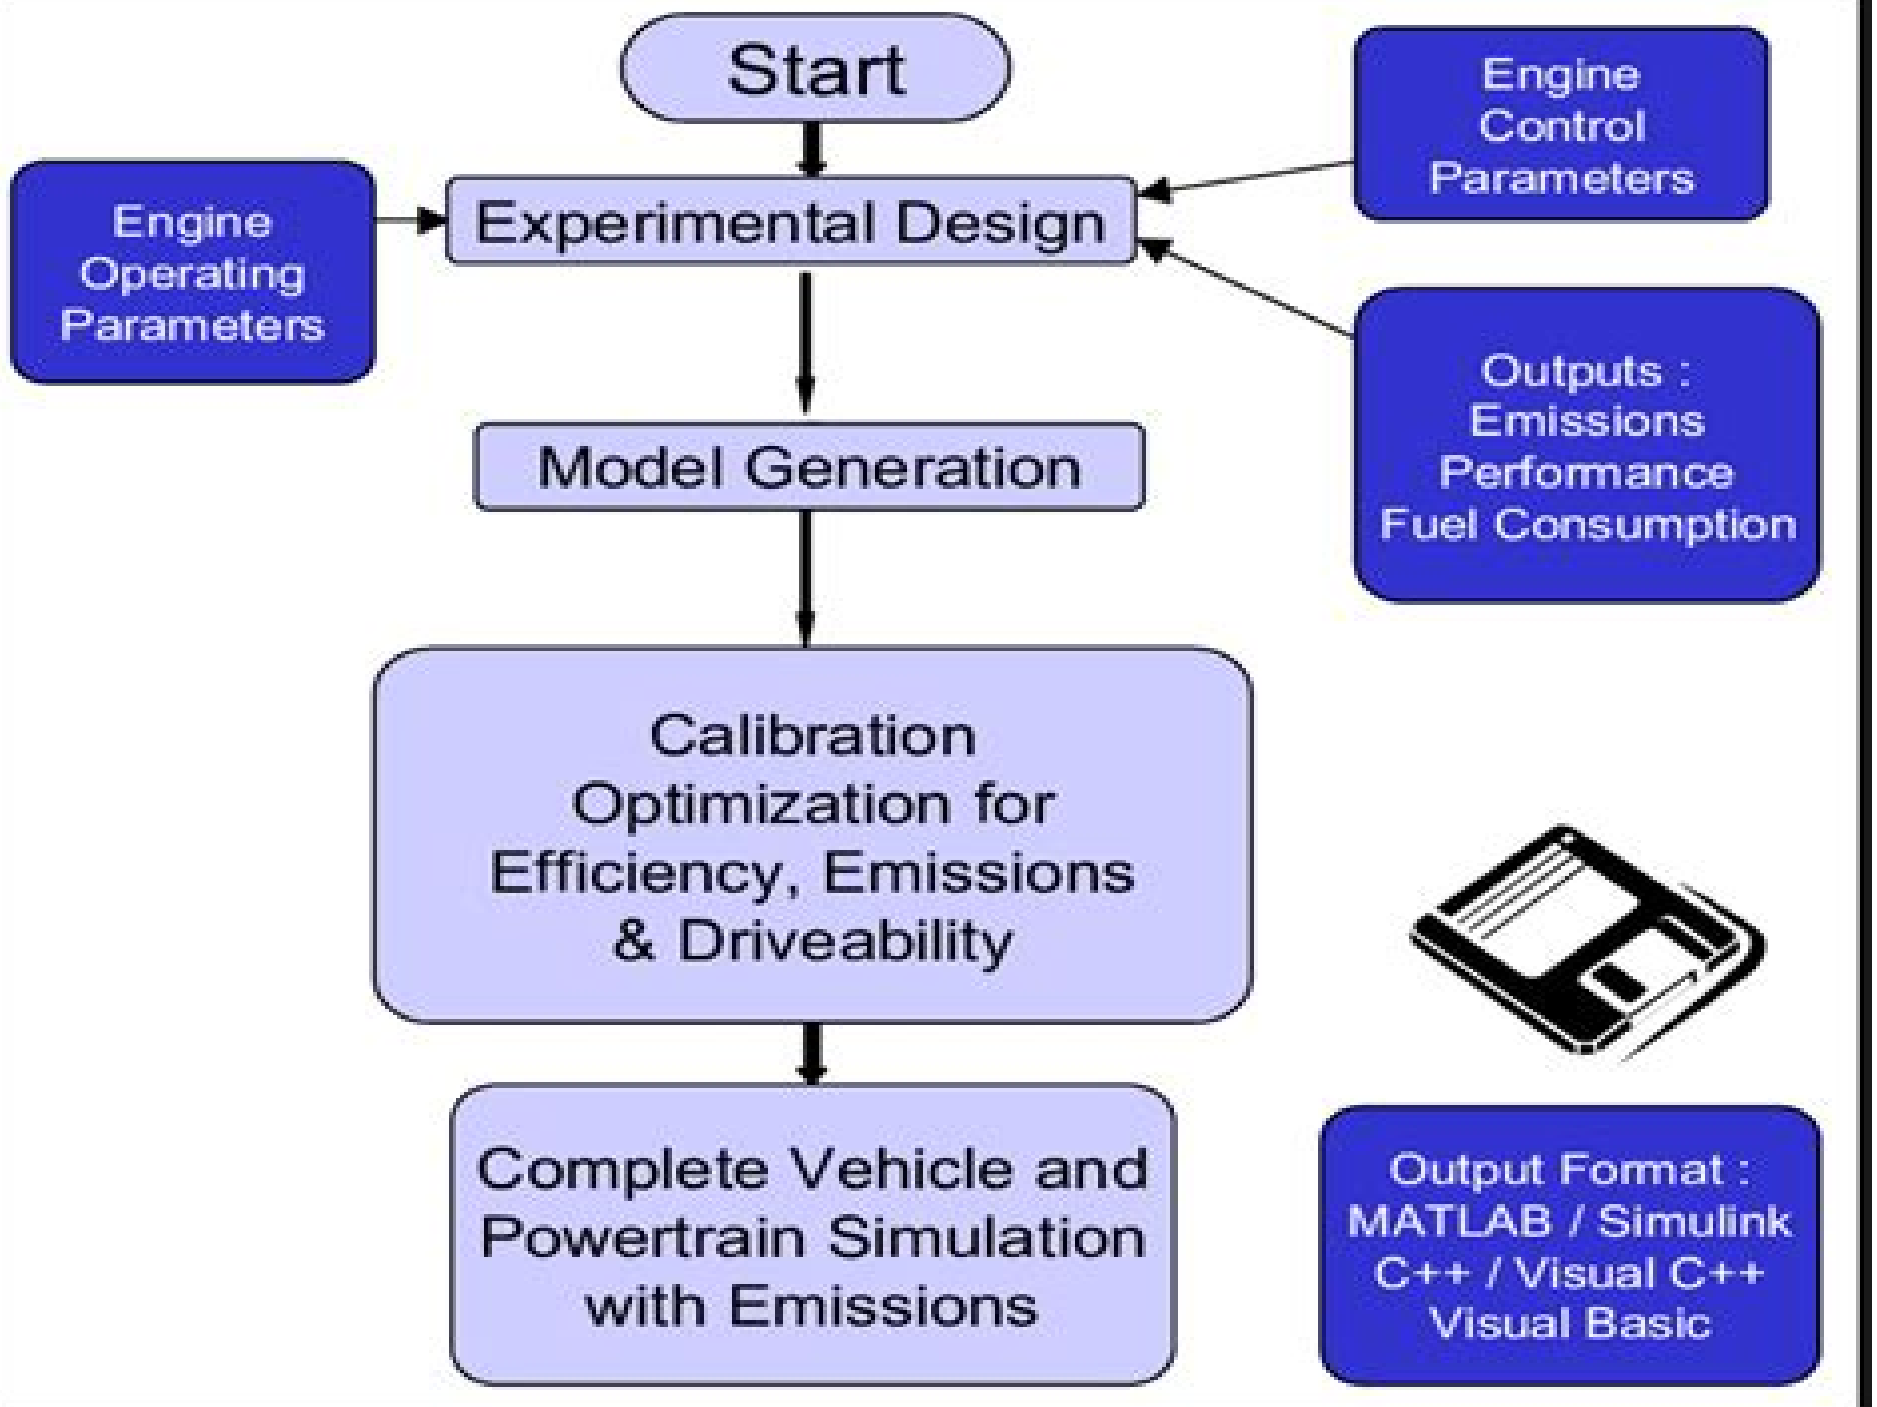 Start
Engine
Control
Parameters
Engine
Operating
Parameters
Experimental Design
Outputs :
Emissions
Performance
Fuel Consumption
Model Generation
Calibration
Optimization for
Efficiency, Emissions
& Driveability
Complete Vehicle and
Powertrain Simulation
with Emissions
Output Format :
MATLAB / Simulink
C++ / Visual C++
Visual Basic